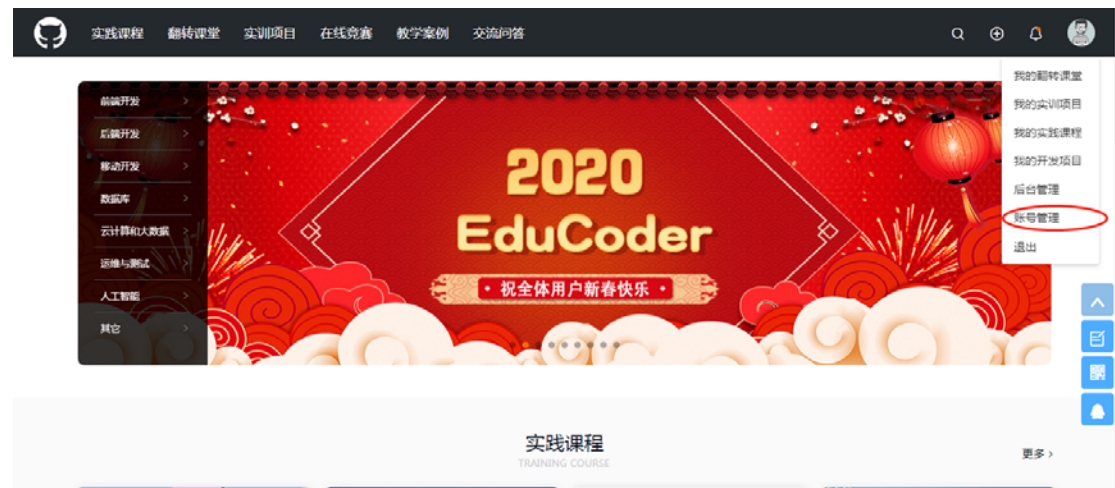 实践课程 翻转课堂 实训项目 在线竞赛 教学案例 交流问答
我的翻转课堂
我的实训项目
我的实践课程
我的开发项目
后台管理
账号管理
退出
前端开发 >
后端开发 >
移动开发 >
数据库 >
云计算和大数据 >
运维与测试 >
人工智能 >
其它 >
2020
EduCoder
• 祝全体用户新春快乐 •
实践课程
TRAINING COURSE
更多 >